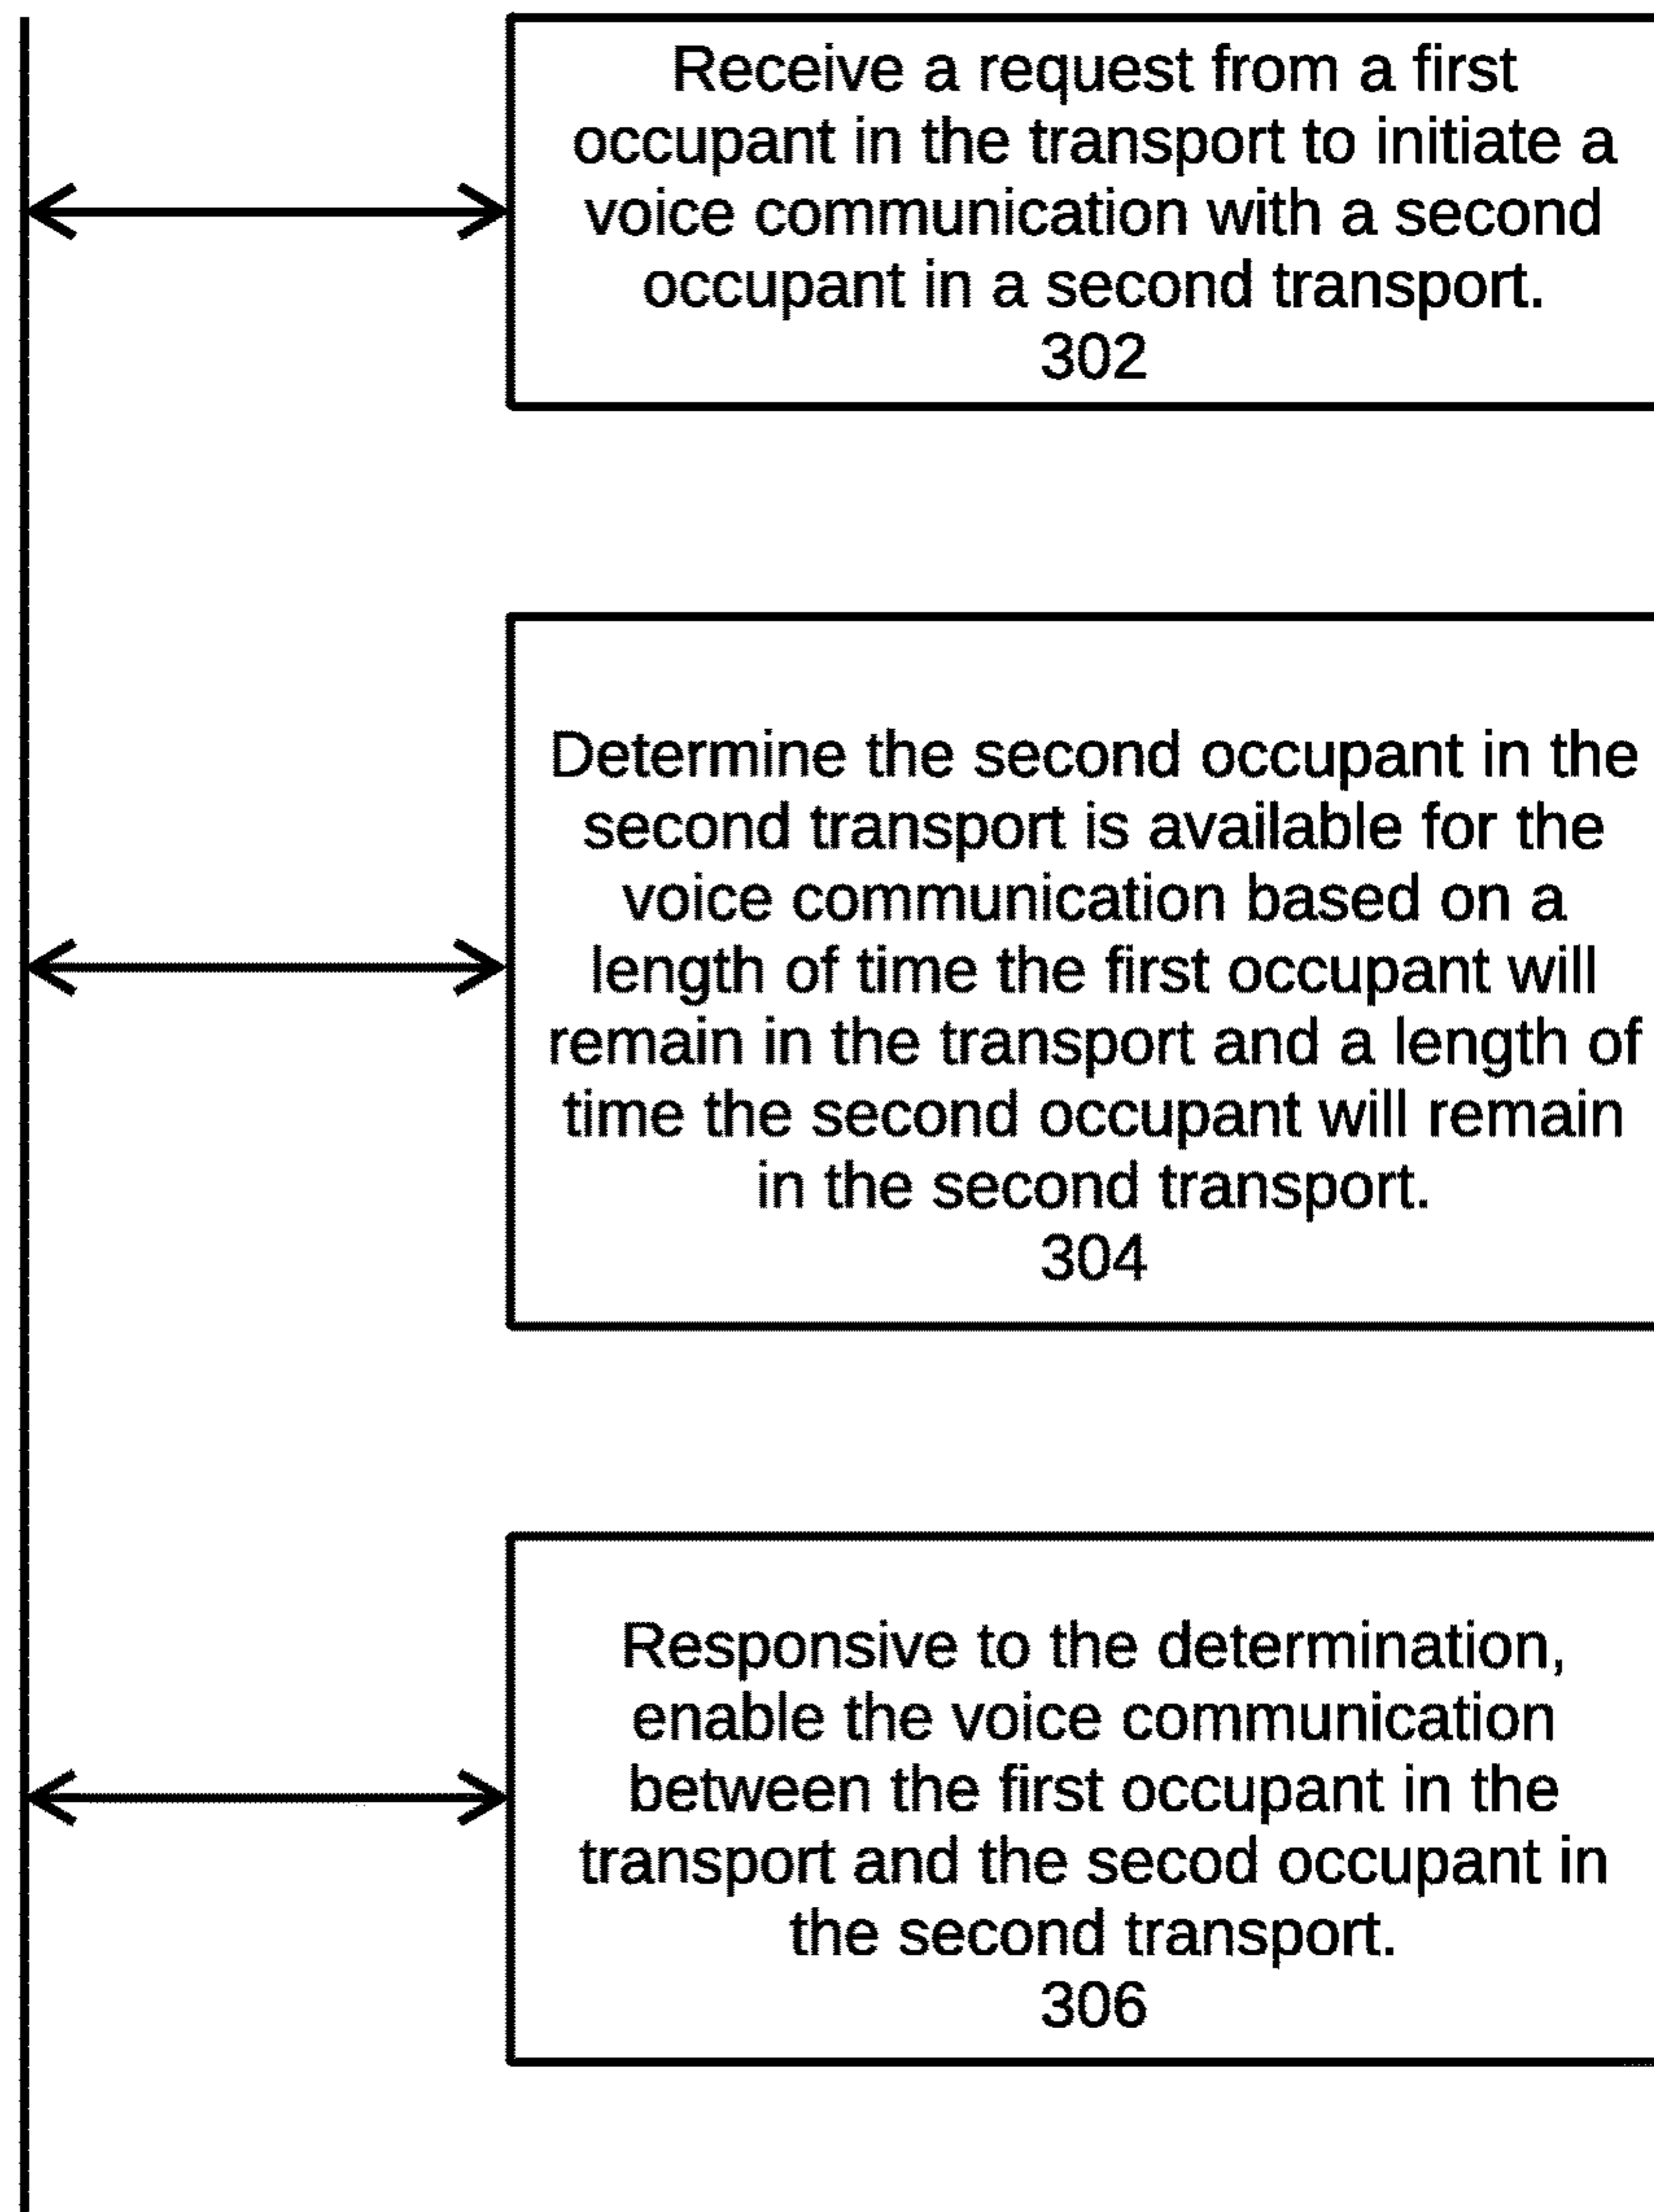 Receive a request from a first
occupant in the transport to initiate a
voice communication with a second
occupant in a second transport.
302
Determine the second occupant in the
second transport is available for the
voice communication based on a
length of time the first occupant will
remain in the transport and a length of
time the second occupant will remain
in the second transport.
304
Responsive to the determination,
enable the voice communication
between the first occupant in the
transport and the secod occupant in
the second transport.
306